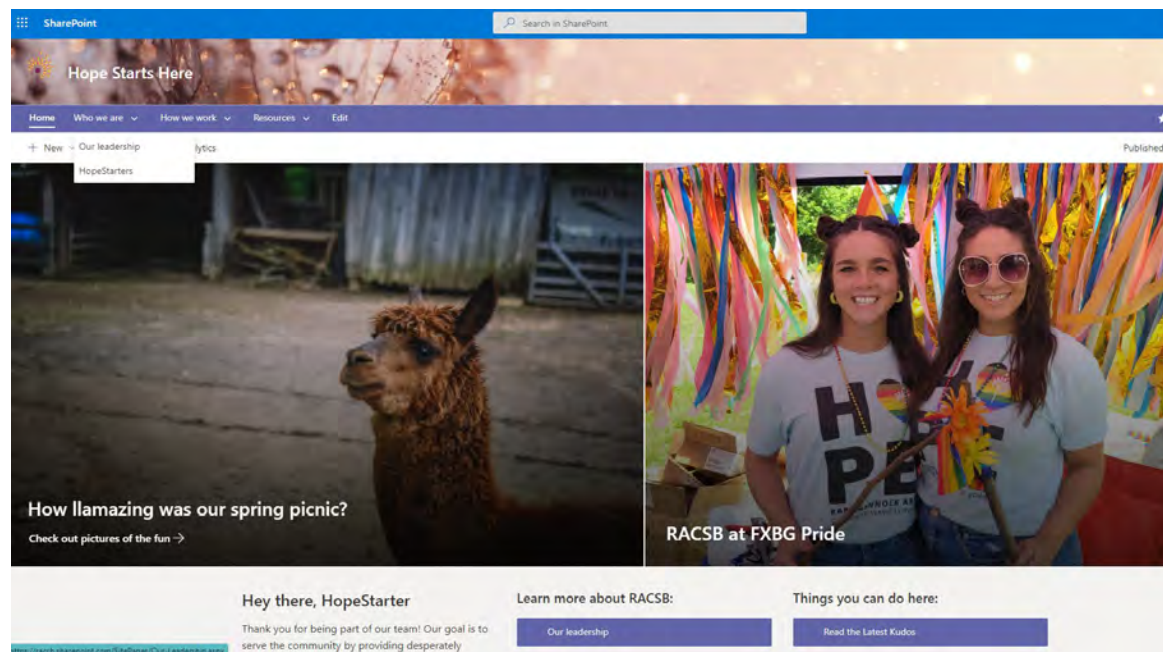 SharePoint
Search in SharePoint
Hope Starts Here
Home Who we are How we work Resources Edit
+ New
Our leadership
lytics
Published
HopeStarters
HOPE
How llamazing was our spring picnic?
Check out pictures of the fun →
RACSB at FXBG Pride
Hey there, HopeStarter
Thank you for being part of our team! Our goal is to
serve the community by providing desperately
Learn more about RACSB:
Our leadership
Things you can do here:
Read the Latest Kudos